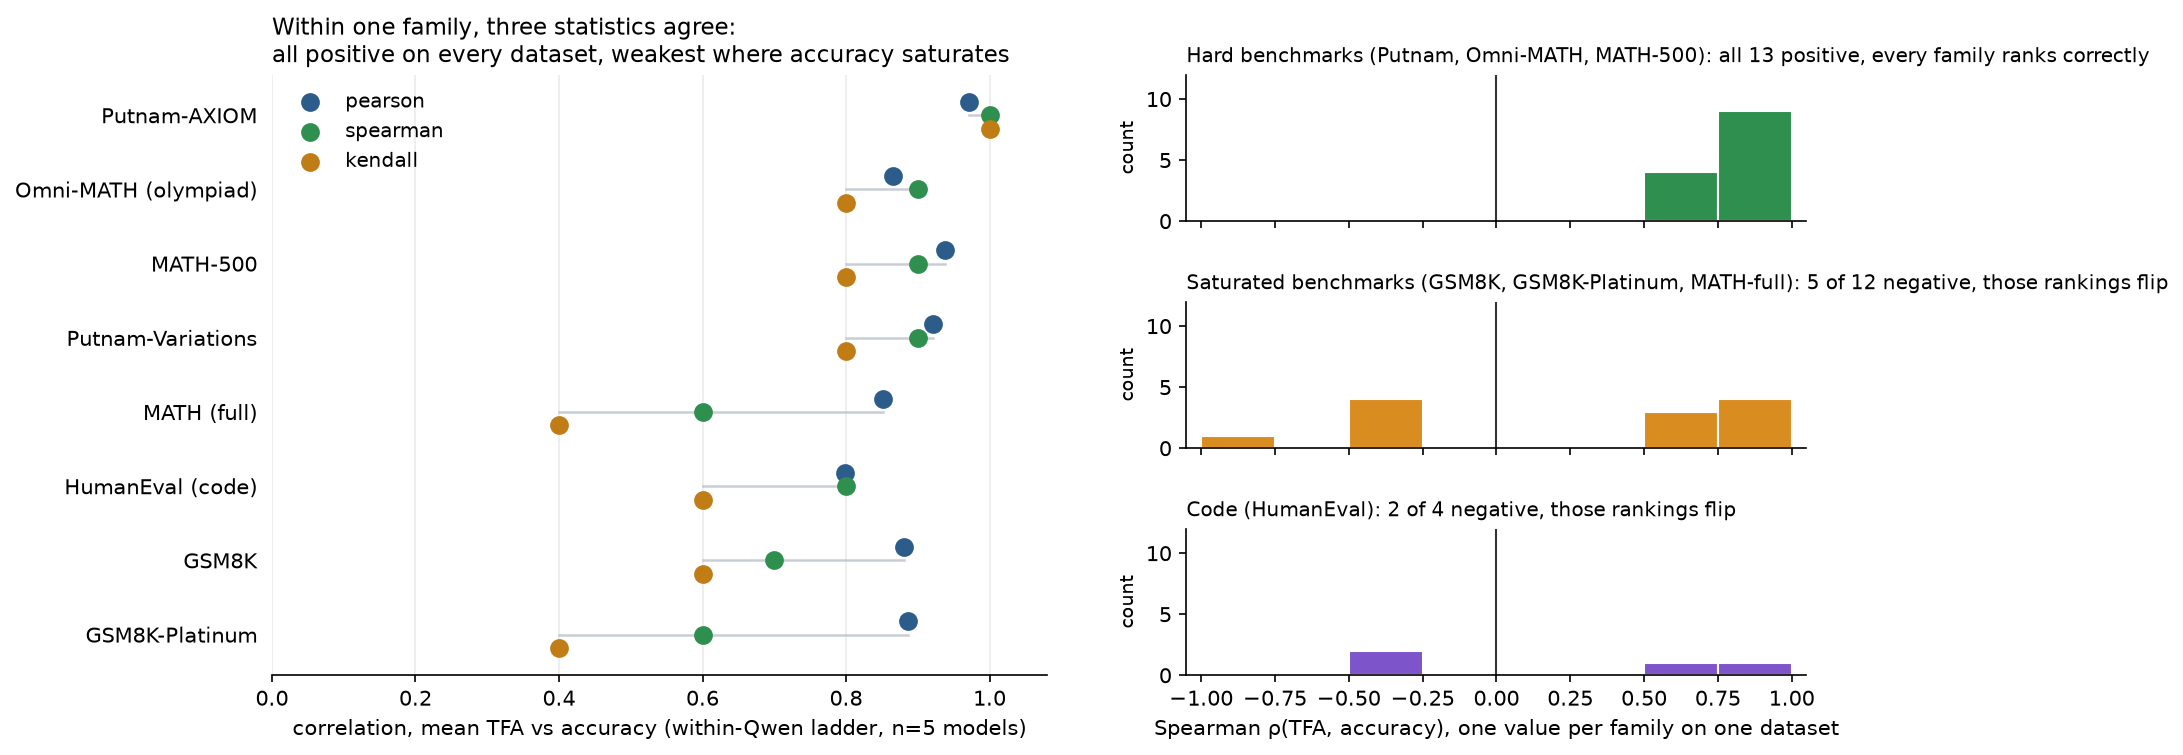 Within one family, three statistics agree:
all positive on every dataset, weakest where accuracy saturates
pearson
spearman
kendall
Putnam-AXIOM
Omni-MATH (olympiad)
MATH-500
Putnam-Variations
MATH (full)
HumanEval (code)
GSM8K
GSM8K-Platinum
0.0 0.2 0.4 0.6 0.8 1.0
correlation, mean TFA vs accuracy (within-Qwen ladder, n=5 models)
Hard benchmarks (Putnam, Omni-MATH, MATH-500): all 13 positive, every family ranks correctly
10
5
0
count
Saturated benchmarks (GSM8K, GSM8K-Platinum, MATH-full): 5 of 12 negative, those rankings flip
10
5
0
count
Code (HumanEval): 2 of 4 negative, those rankings flip
10
5
0
count
−1.00 −0.75 −0.50 −0.25 0.00 0.25 0.50 0.75 1.00
Spearman ρ(TFA, accuracy), one value per family on one dataset